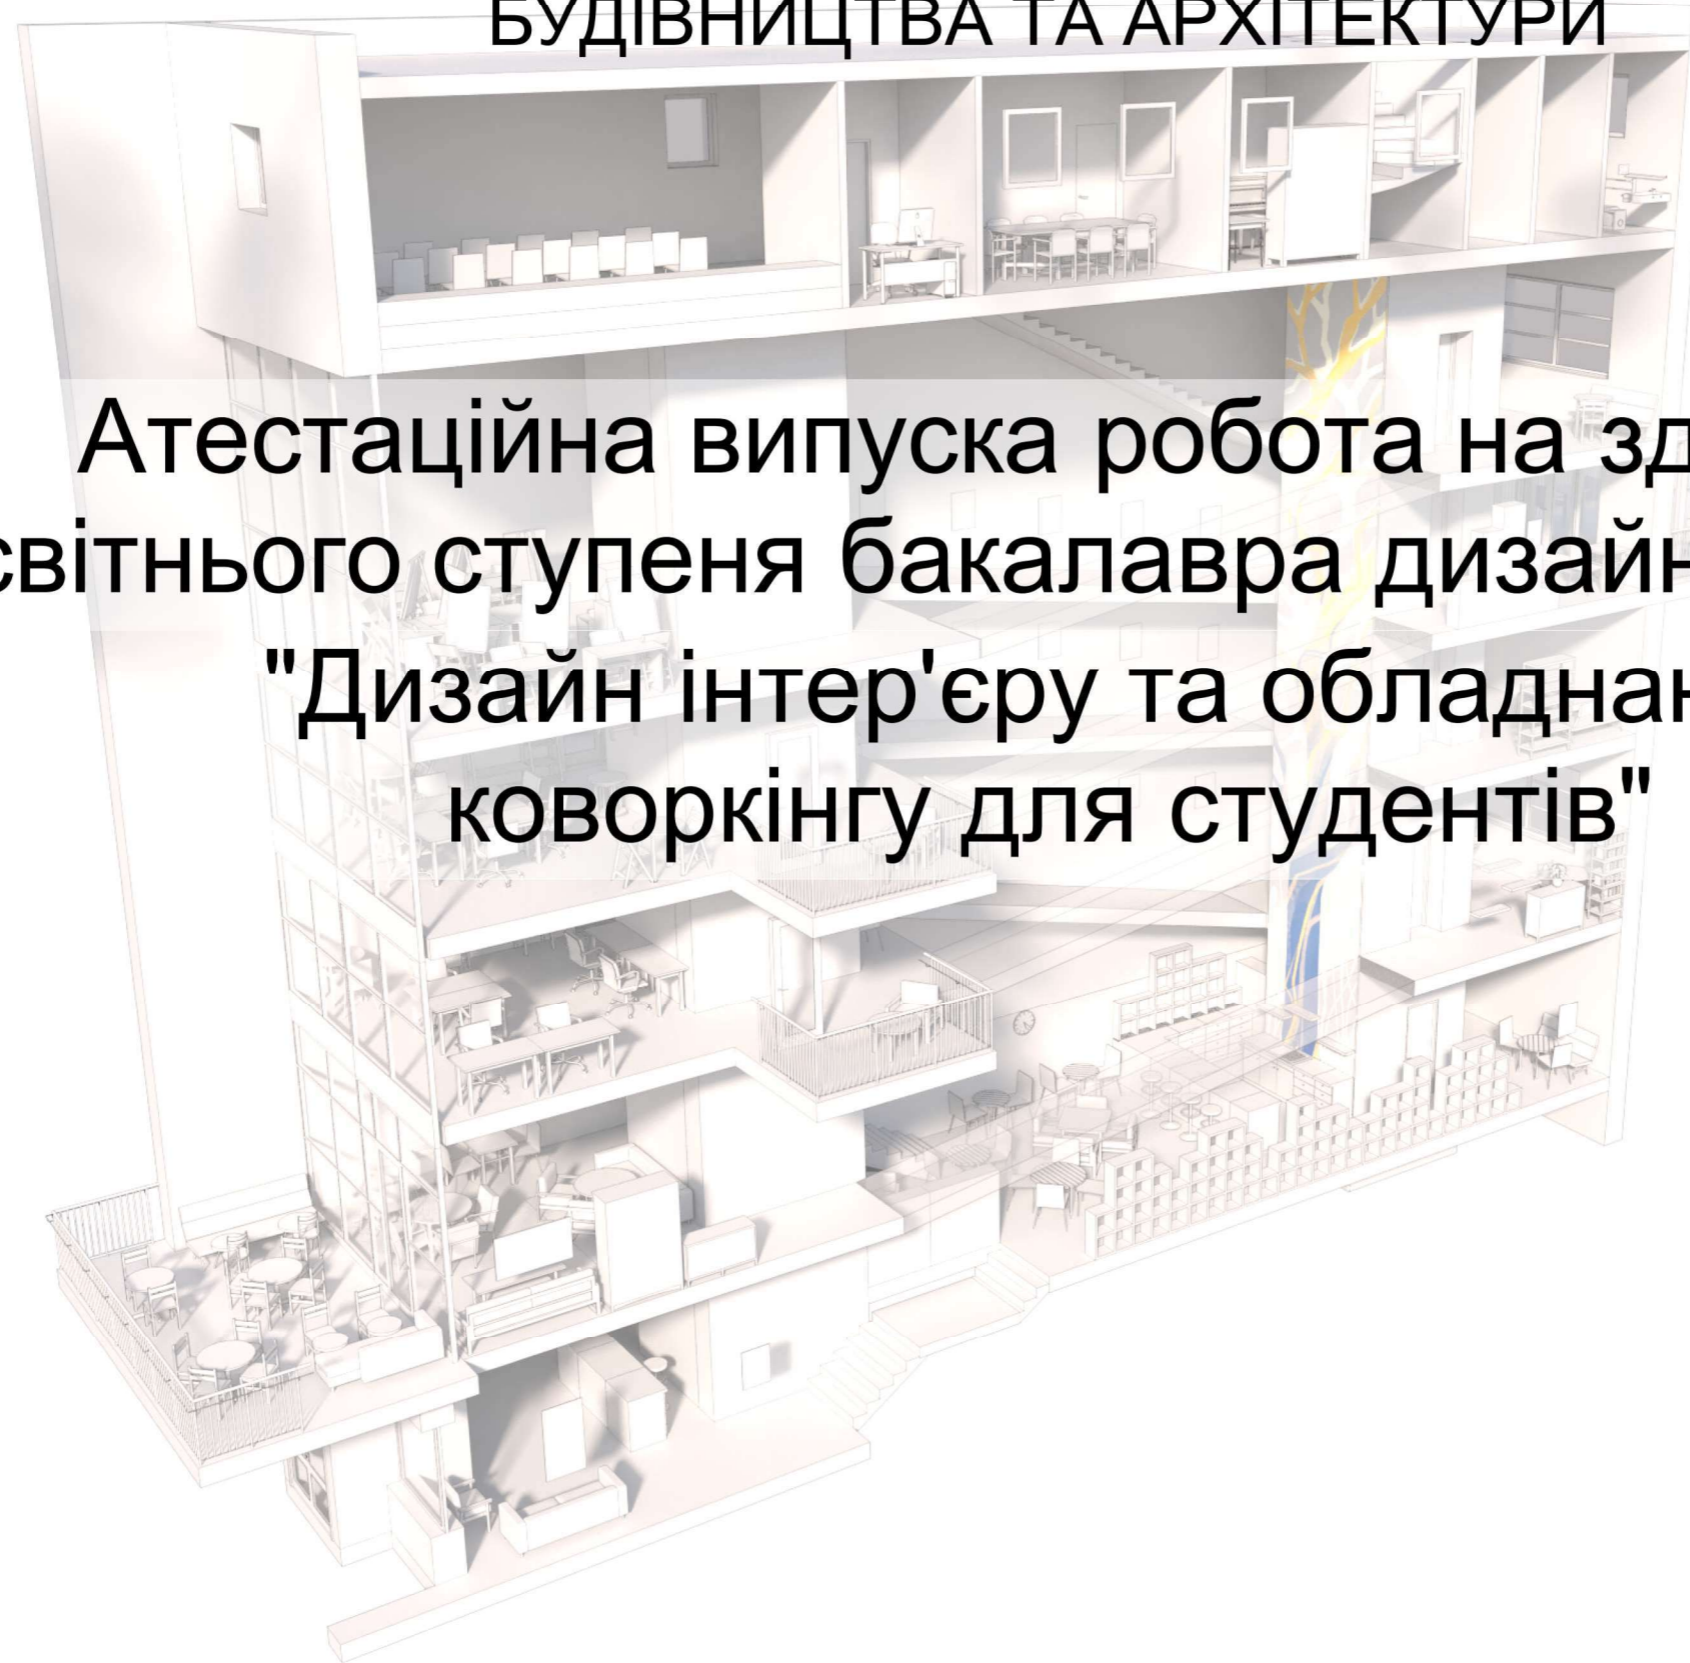 БУДІВНИЦТВА ТА АРХІТЕКТУРИ
Атестаційна випуска робота на зд
світнього ступеня бакалавра дизайн
"Дизайн інтер'єру та обладнан
коворкінгу для студентів"